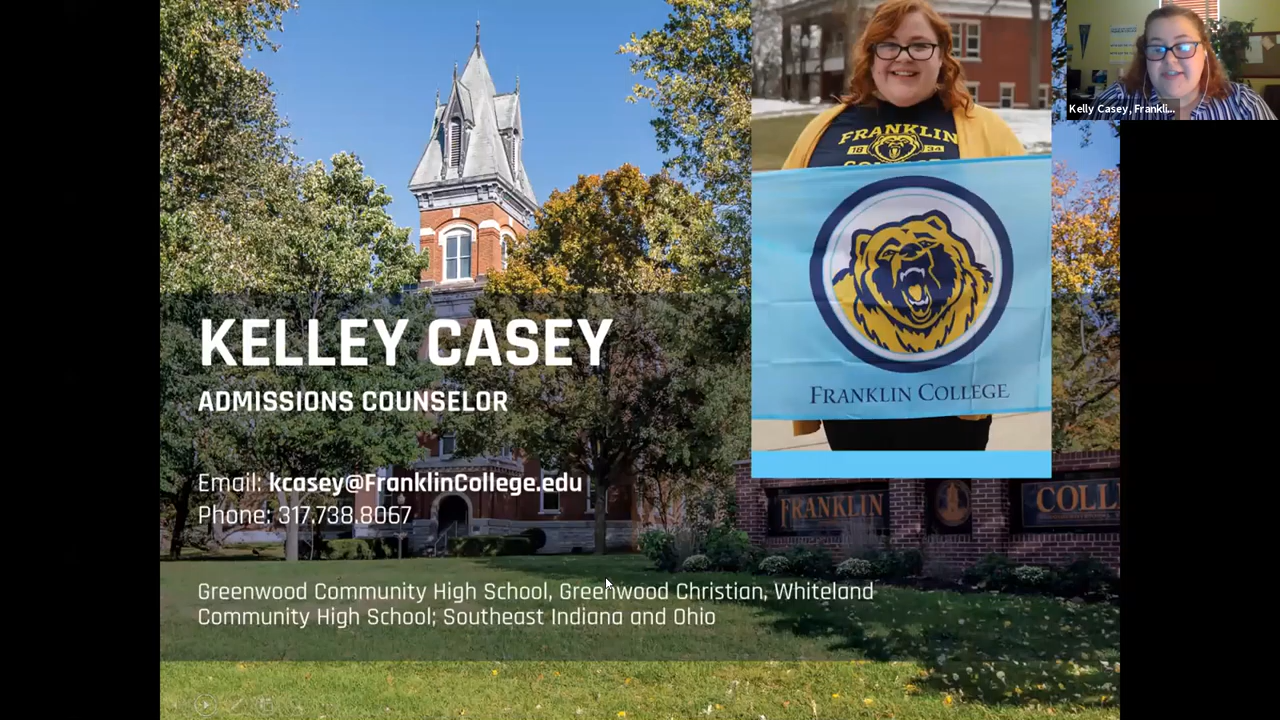 Kelly Casey, Frankli...
FRANKLIN
18 34
FRANKLIN COLLEGE
KELLEY CASEY
ADMISSIONS COUNSELOR
Email: kcasey@FranklinCollege.edu
Phone: 317.738.8067
FRANKLIN
COLL
Greenwood Community High School, Greenwood Christian, Whiteland
Community High School; Southeast Indiana and Ohio